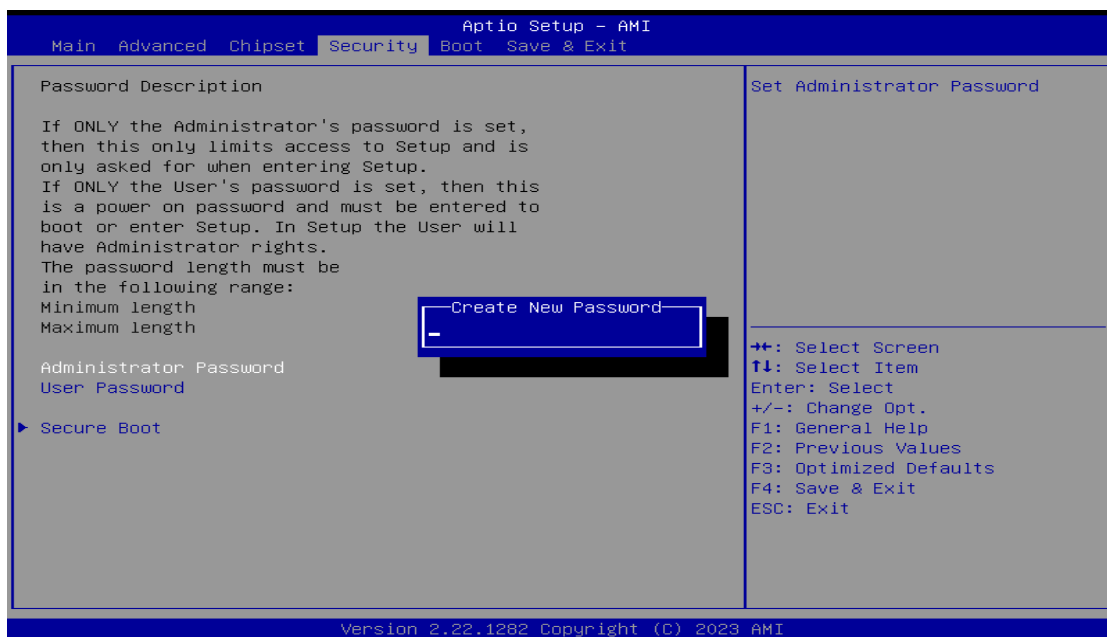 Aptio Setup – AMI
Main Advanced Chipset Security Boot Save & Exit
Password Description
If ONLY the Administrator's password is set,
then this only limits access to Setup and is
only asked for when entering Setup.
If ONLY the User's password is set, then this
is a power on password and must be entered to
boot or enter Setup. In Setup the User will
have Administrator rights.
The password length must be
in the following range:
Minimum length
Maximum length
Administrator Password
User Password
Secure Boot
Create New Password
Set Administrator Password
→←: Select Screen
↑↓: Select Item
Enter: Select
+/-: Change Opt.
F1: General Help
F2: Previous Values
F3: Optimized Defaults
F4: Save & Exit
ESC: Exit
Version 2.22.1282 Copyright (C) 2023 AMI